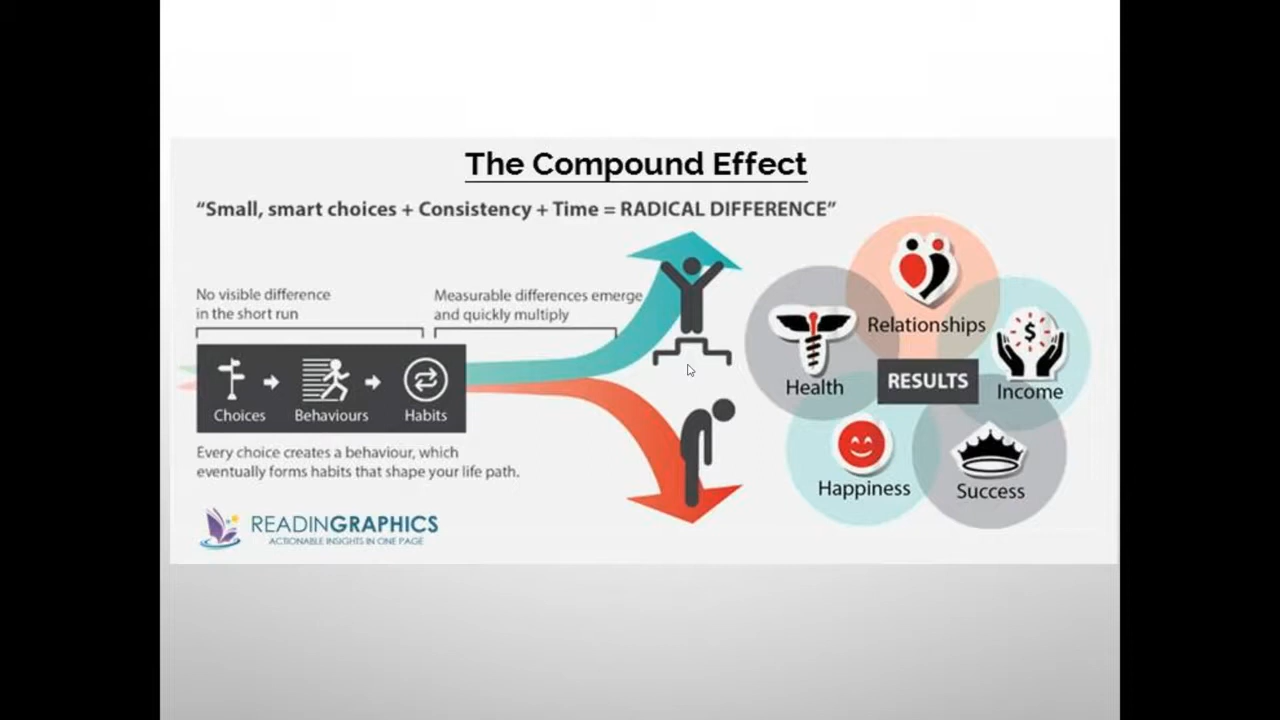 The Compound Effect
“Small, smart choices + Consistency + Time = RADICAL DIFFERENCE”
No visible difference
in the short run
Measurable differences emerge
and quickly multiply
Choices
Behaviours
Habits
Every choice creates a behaviour, which
eventually forms habits that shape your life path.
READINGRAPHICS
ACTIONABLE INSIGHTS IN ONE PAGE
Relationships
Health
RESULTS
$
Income
Happiness
Success